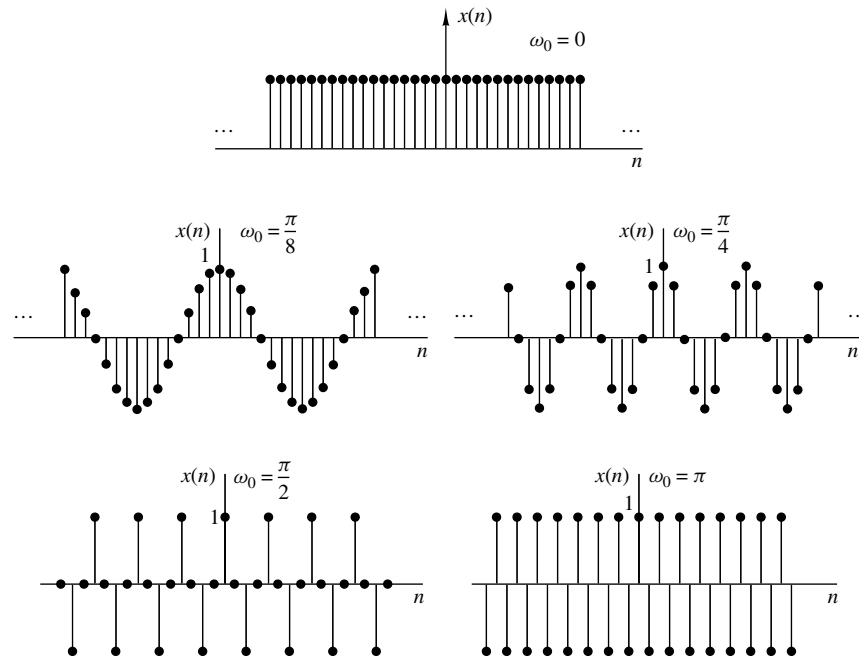 x(n)
ω₀ = 0
... ...
n
x(n) ω₀ = π/8
1
... ...
n
x(n) ω₀ = π/4
1
... ...
n
x(n) ω₀ = π/2
1
n
x(n) ω₀ = π
1
n